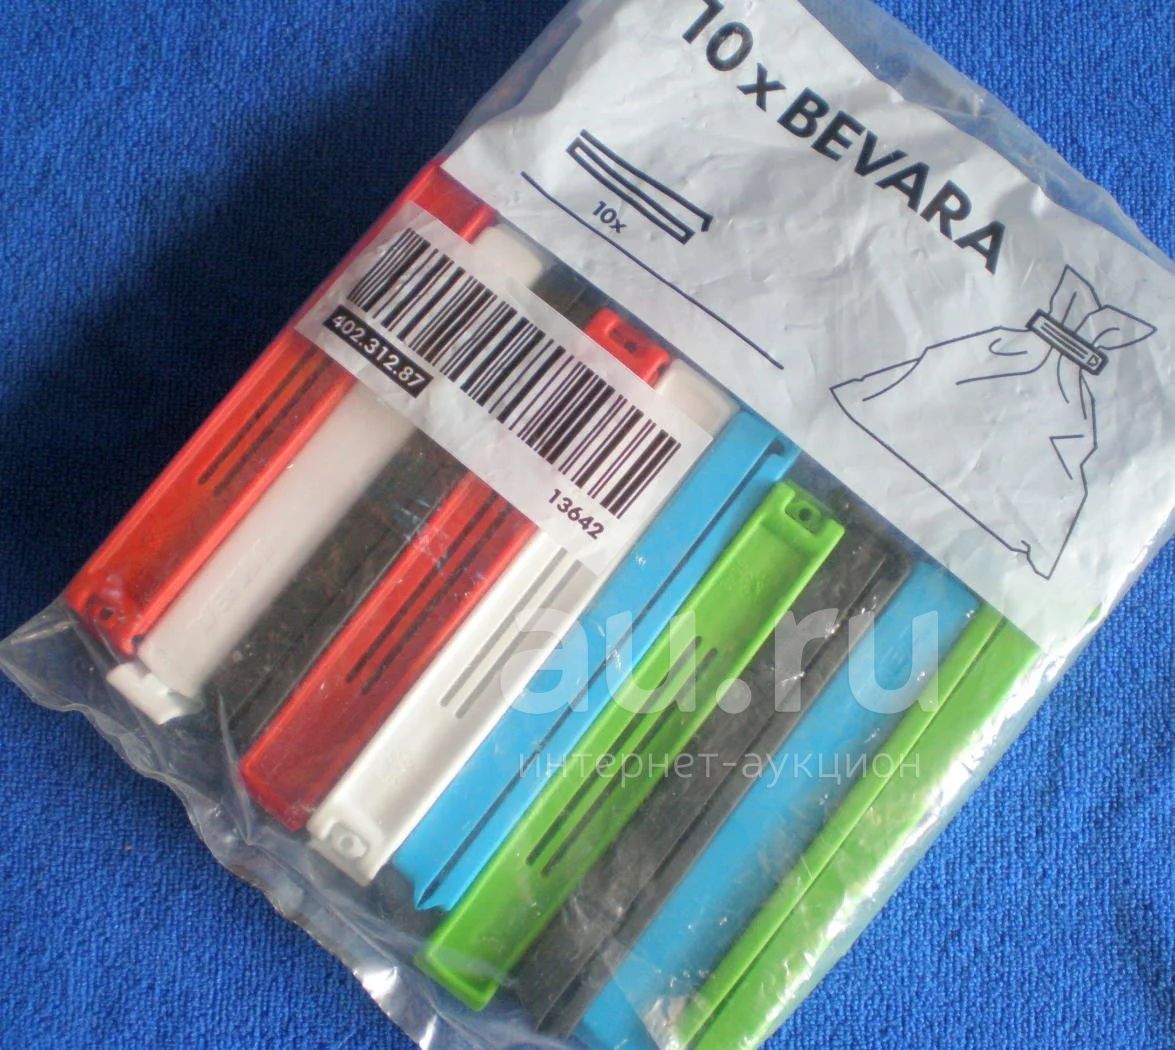 10 x BEVARA
10x
402.312.87
13642
au.ru
интернет-аукцион